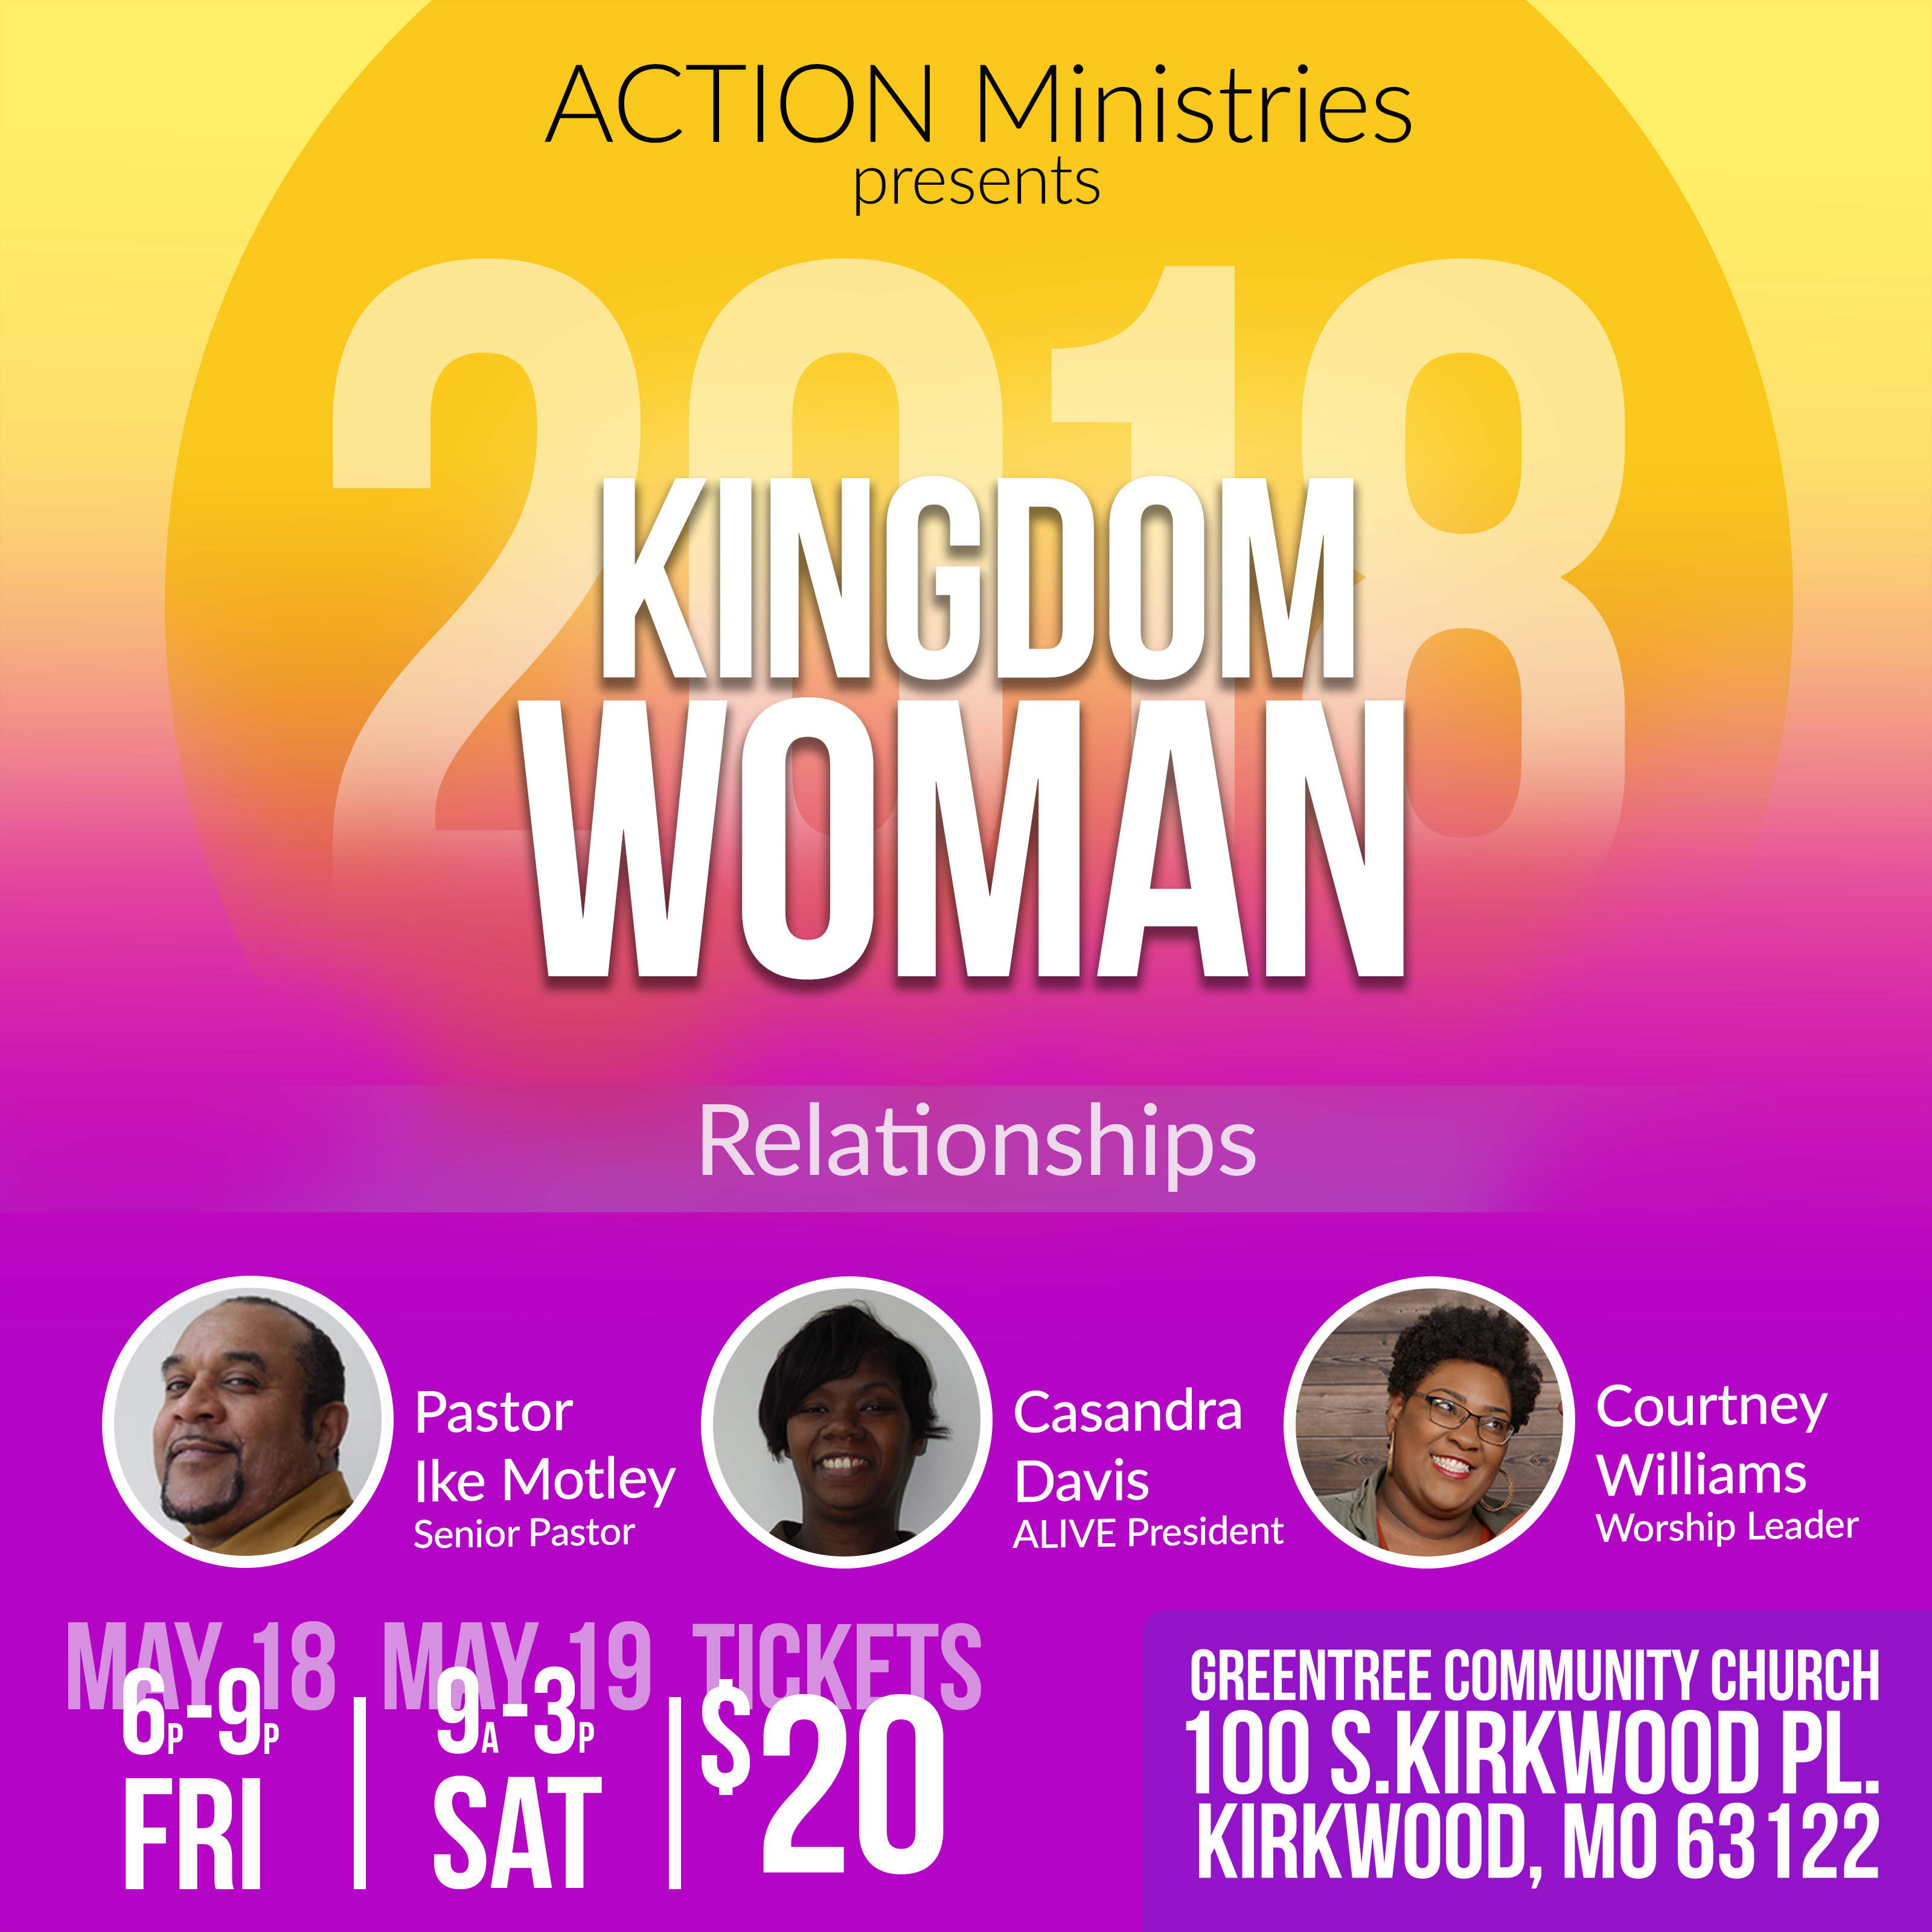 ACTION Ministries
presents
2018
KINGDOM
WOMAN
Relationships
Pastor
Ike Motley
Senior Pastor
Casandra
Davis
ALIVE President
Courtney
Williams
Worship Leader
MAY 18
6P-9P
FRI
MAY 19
9A-3P
SAT
TICKETS
$20
GREENTREE COMMUNITY CHURCH
100 S.KIRKWOOD PL.
KIRKWOOD, MO 63122